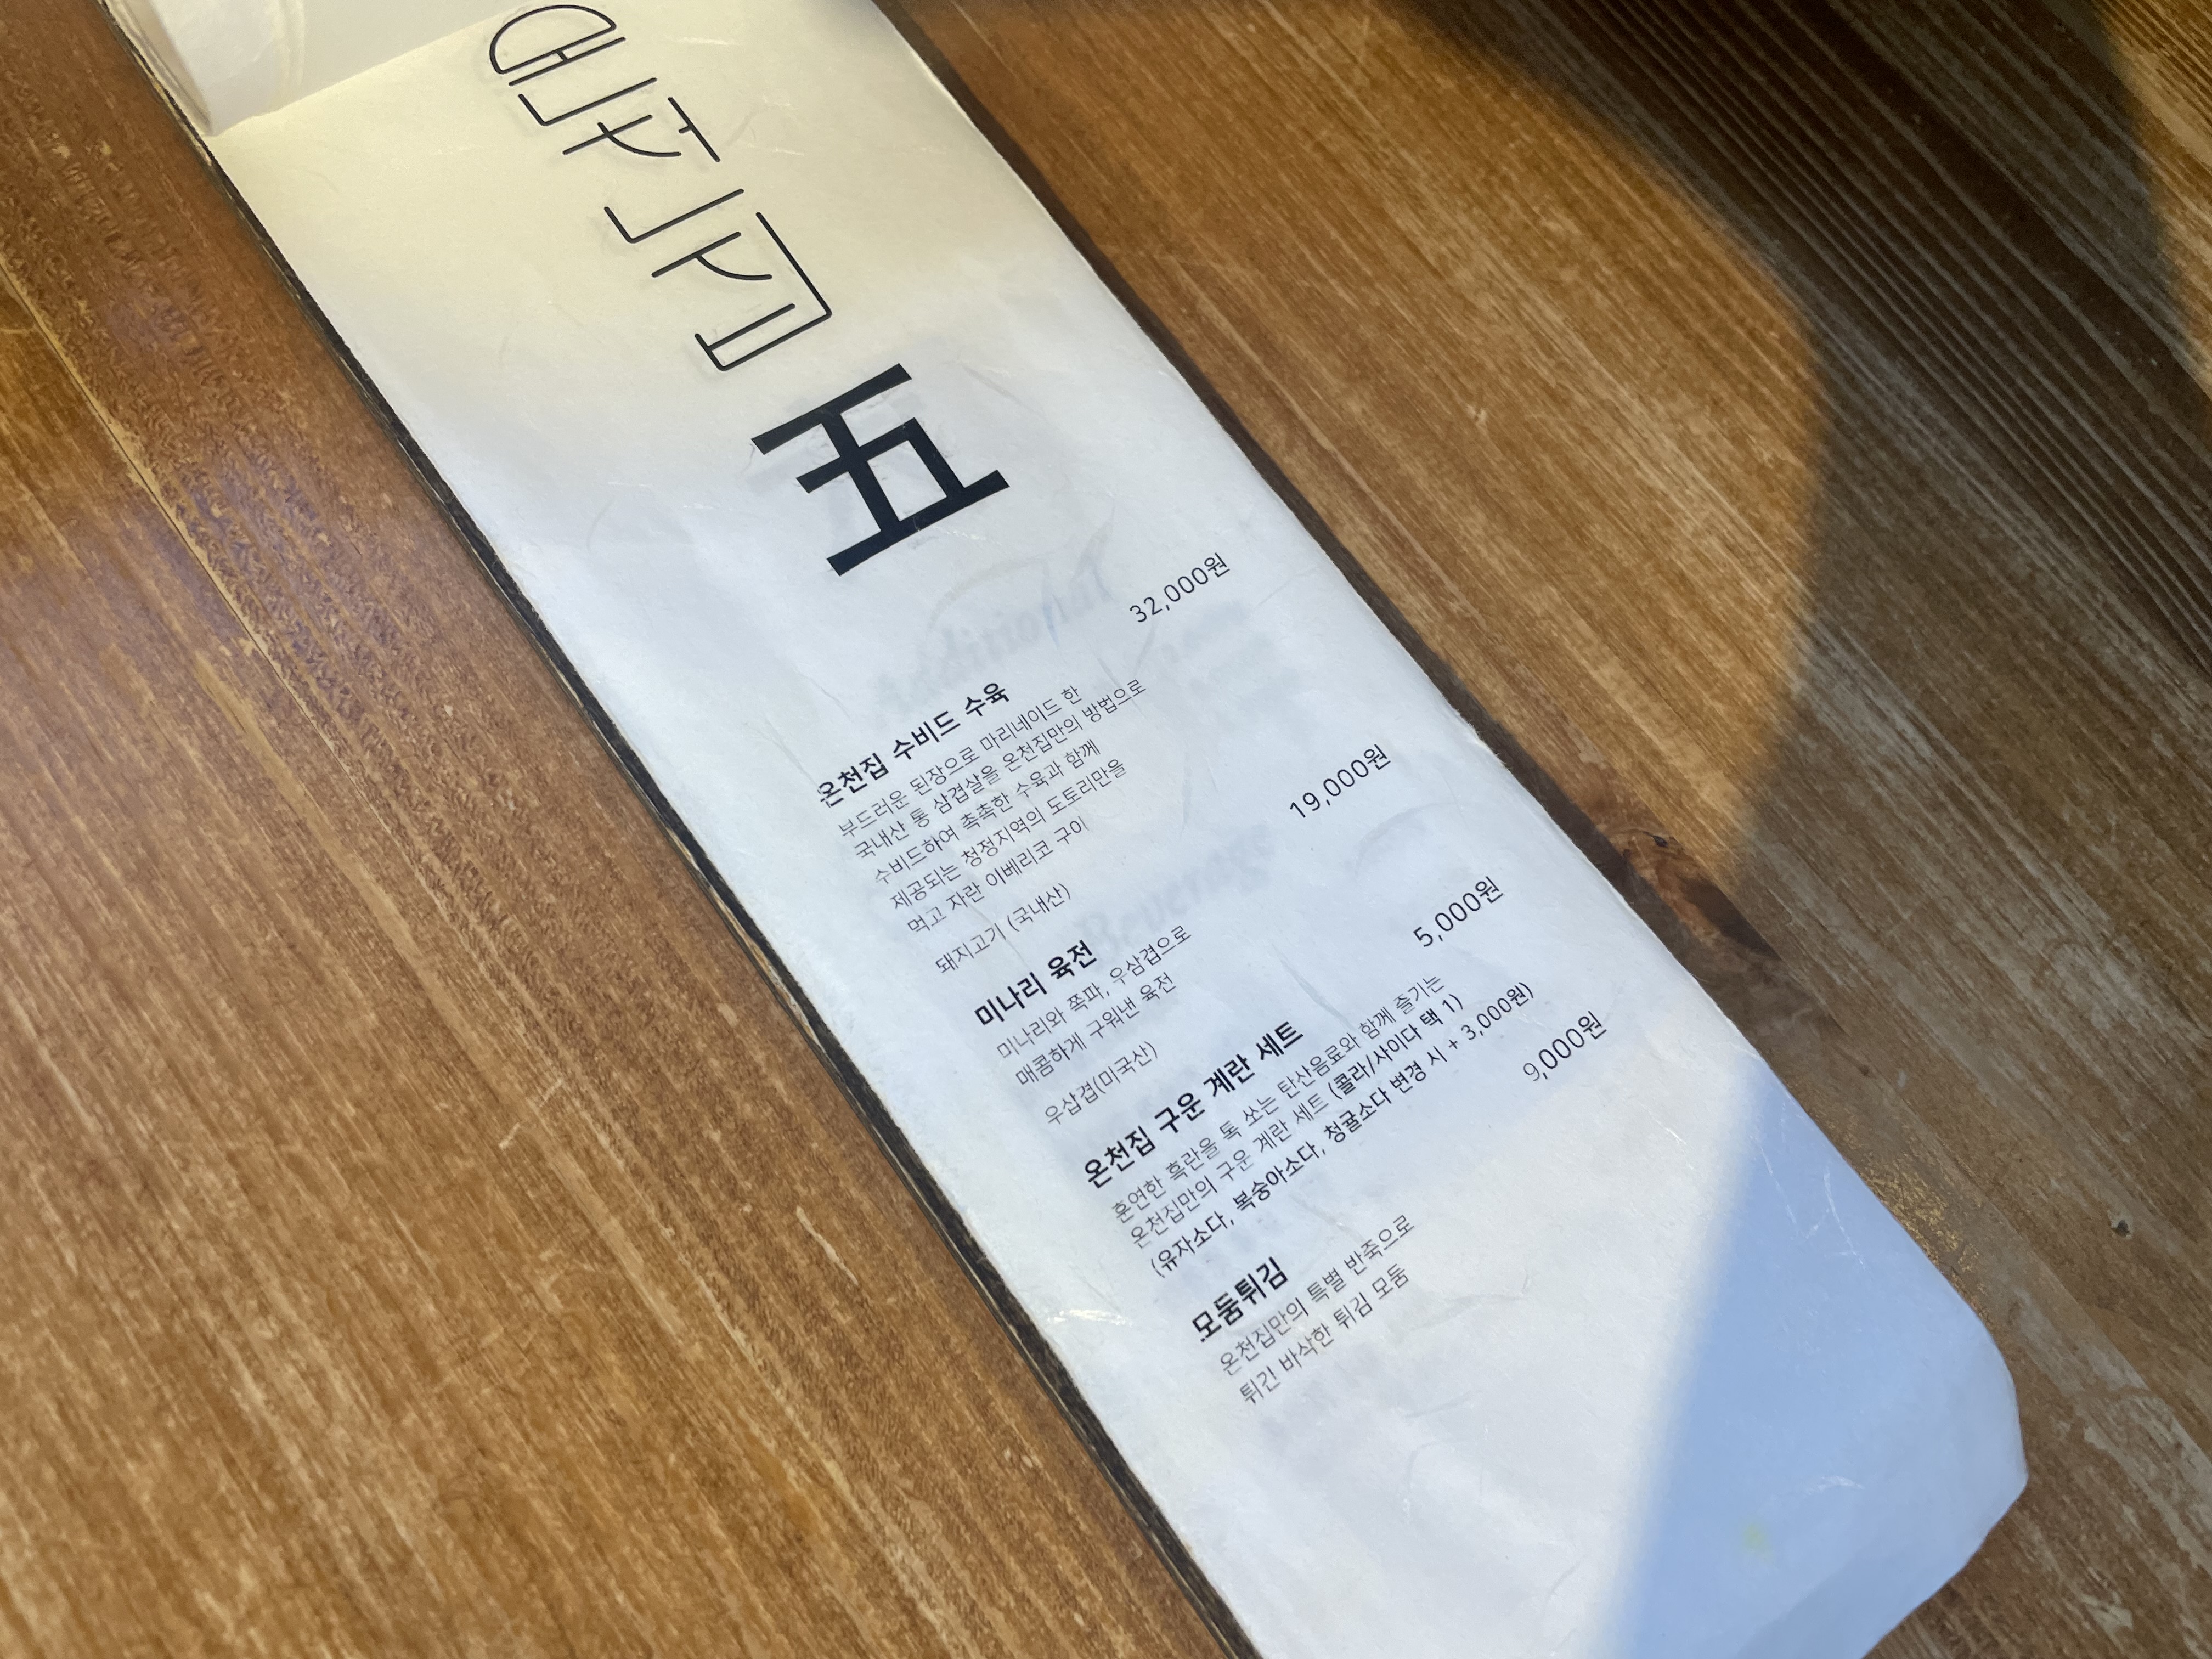 온천집
五
온천집 수비드 수육 32,000원
부드러운 된장으로 마리네이드 한
국내산 통 삼겹살을 온천집만의 방법으로
수비드하여 촉촉한 수육과 함께
제공되는 청정지역의 도토리만을
먹고 자란 이베리코 구이
돼지고기 (국내산)
미나리 육전 19,000원
미나리와 쪽파, 우삼겹으로
매콤하게 구워낸 육전
우삼겹(미국산)
온천집 구운 계란 세트 5,000원
훈연한 흑란을 톡 쏘는 탄산음료와 함께 즐기는
온천집만의 구운 계란 세트 (콜라/사이다 택 1)
(유자소다, 복숭아소다, 청귤소다 변경 시 + 3,000원)
모둠튀김 9,000원
온천집만의 특별 반죽으로
튀긴 바삭한 튀김 모둠